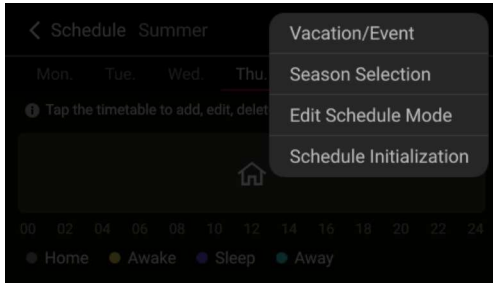 Schedule Summer
Mon. Tue. Wed. Thu.
Tap the timetable to add, edit, delet
00 02 04 06 08 10 12 14 16 18 20 22 24
Home Awake Sleep Away
Vacation/Event
Season Selection
Edit Schedule Mode
Schedule Initialization